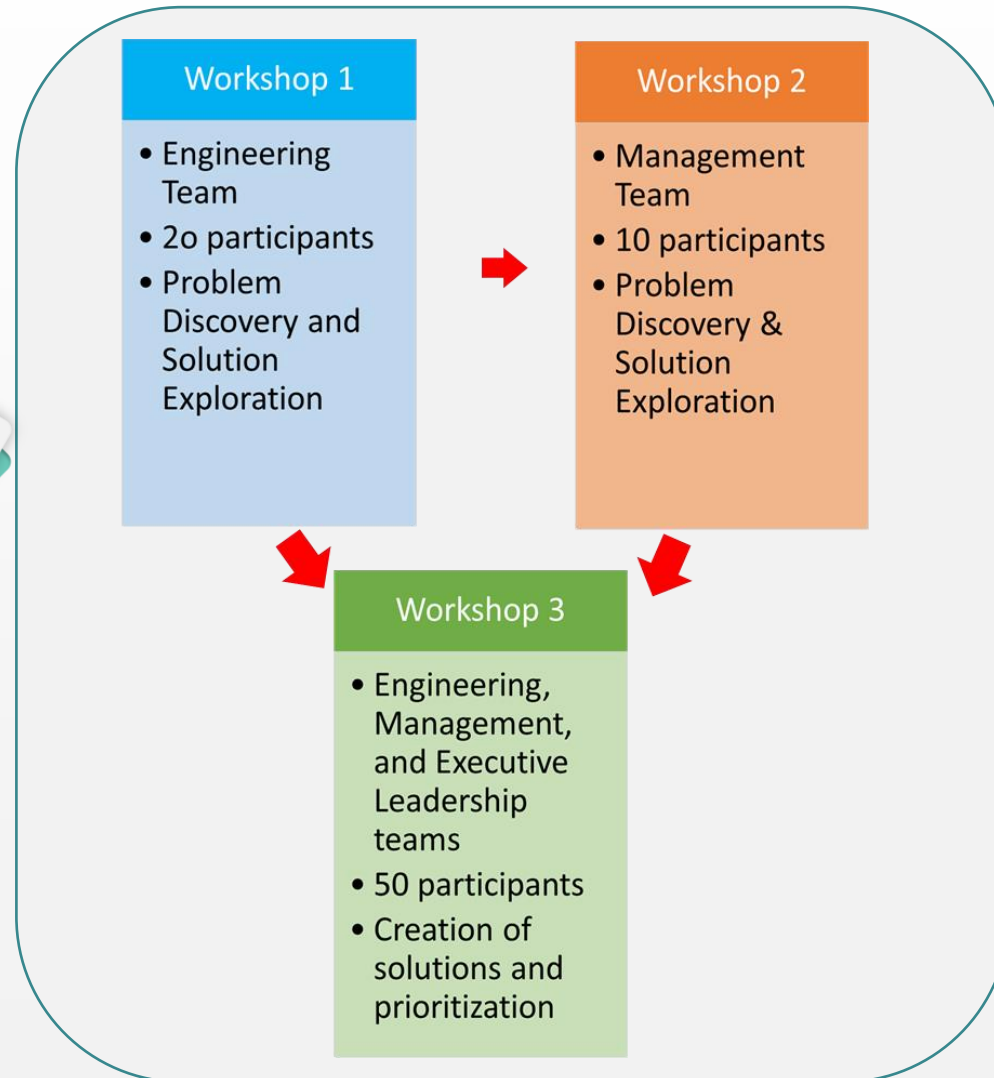 Workshop 1
• Engineering
Team
• 2o participants
• Problem
Discovery and
Solution
Exploration
Workshop 2
• Management
Team
• 10 participants
• Problem
Discovery &
Solution
Exploration
Workshop 3
• Engineering,
Management,
and Executive
Leadership
teams
• 50 participants
• Creation of
solutions and
prioritization